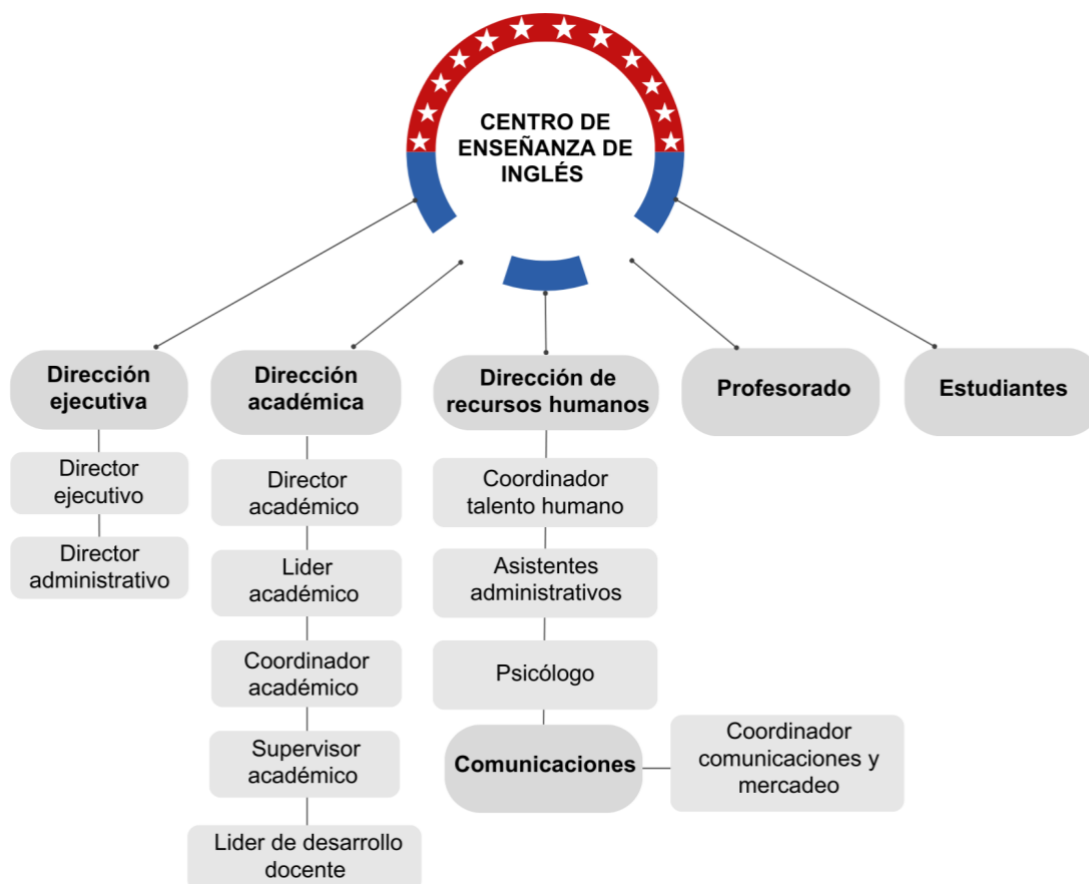 CENTRO DE
ENSEÑANZA DE
INGLÉS
Dirección
ejecutiva
Director
ejecutivo
Director
administrativo
Dirección
académica
Director
académico
Lider
académico
Coordinador
académico
Supervisor
académico
Lider de desarrollo
docente
Dirección de
recursos humanos
Coordinador
talento humano
Asistentes
administrativos
Psicólogo
Comunicaciones
Coordinador
comunicaciones y
mercadeo
Profesorado
Estudiantes